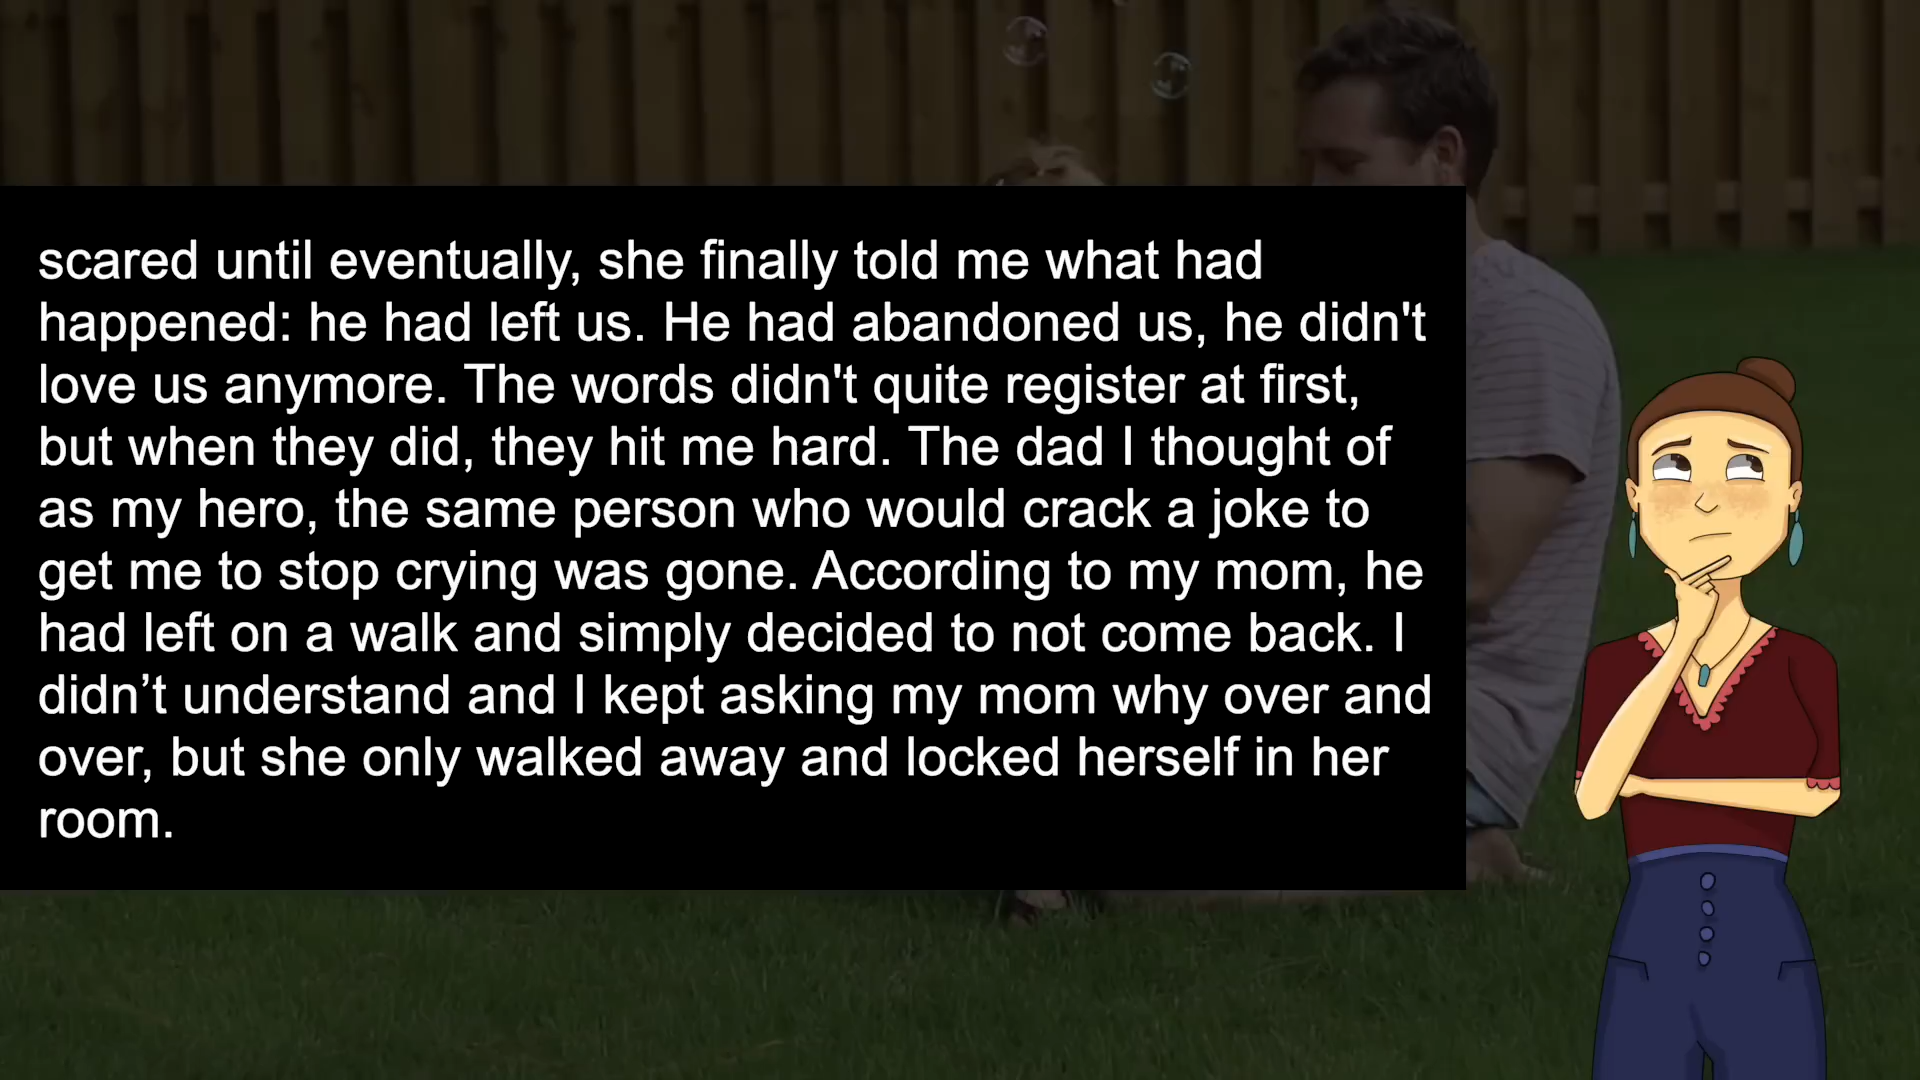 scared until eventually, she finally told me what had
happened: he had left us. He had abandoned us, he didn't
love us anymore. The words didn't quite register at first,
but when they did, they hit me hard. The dad I thought of
as my hero, the same person who would crack a joke to
get me to stop crying was gone. According to my mom, he
had left on a walk and simply decided to not come back. I
didn’t understand and I kept asking my mom why over and
over, but she only walked away and locked herself in her
room.